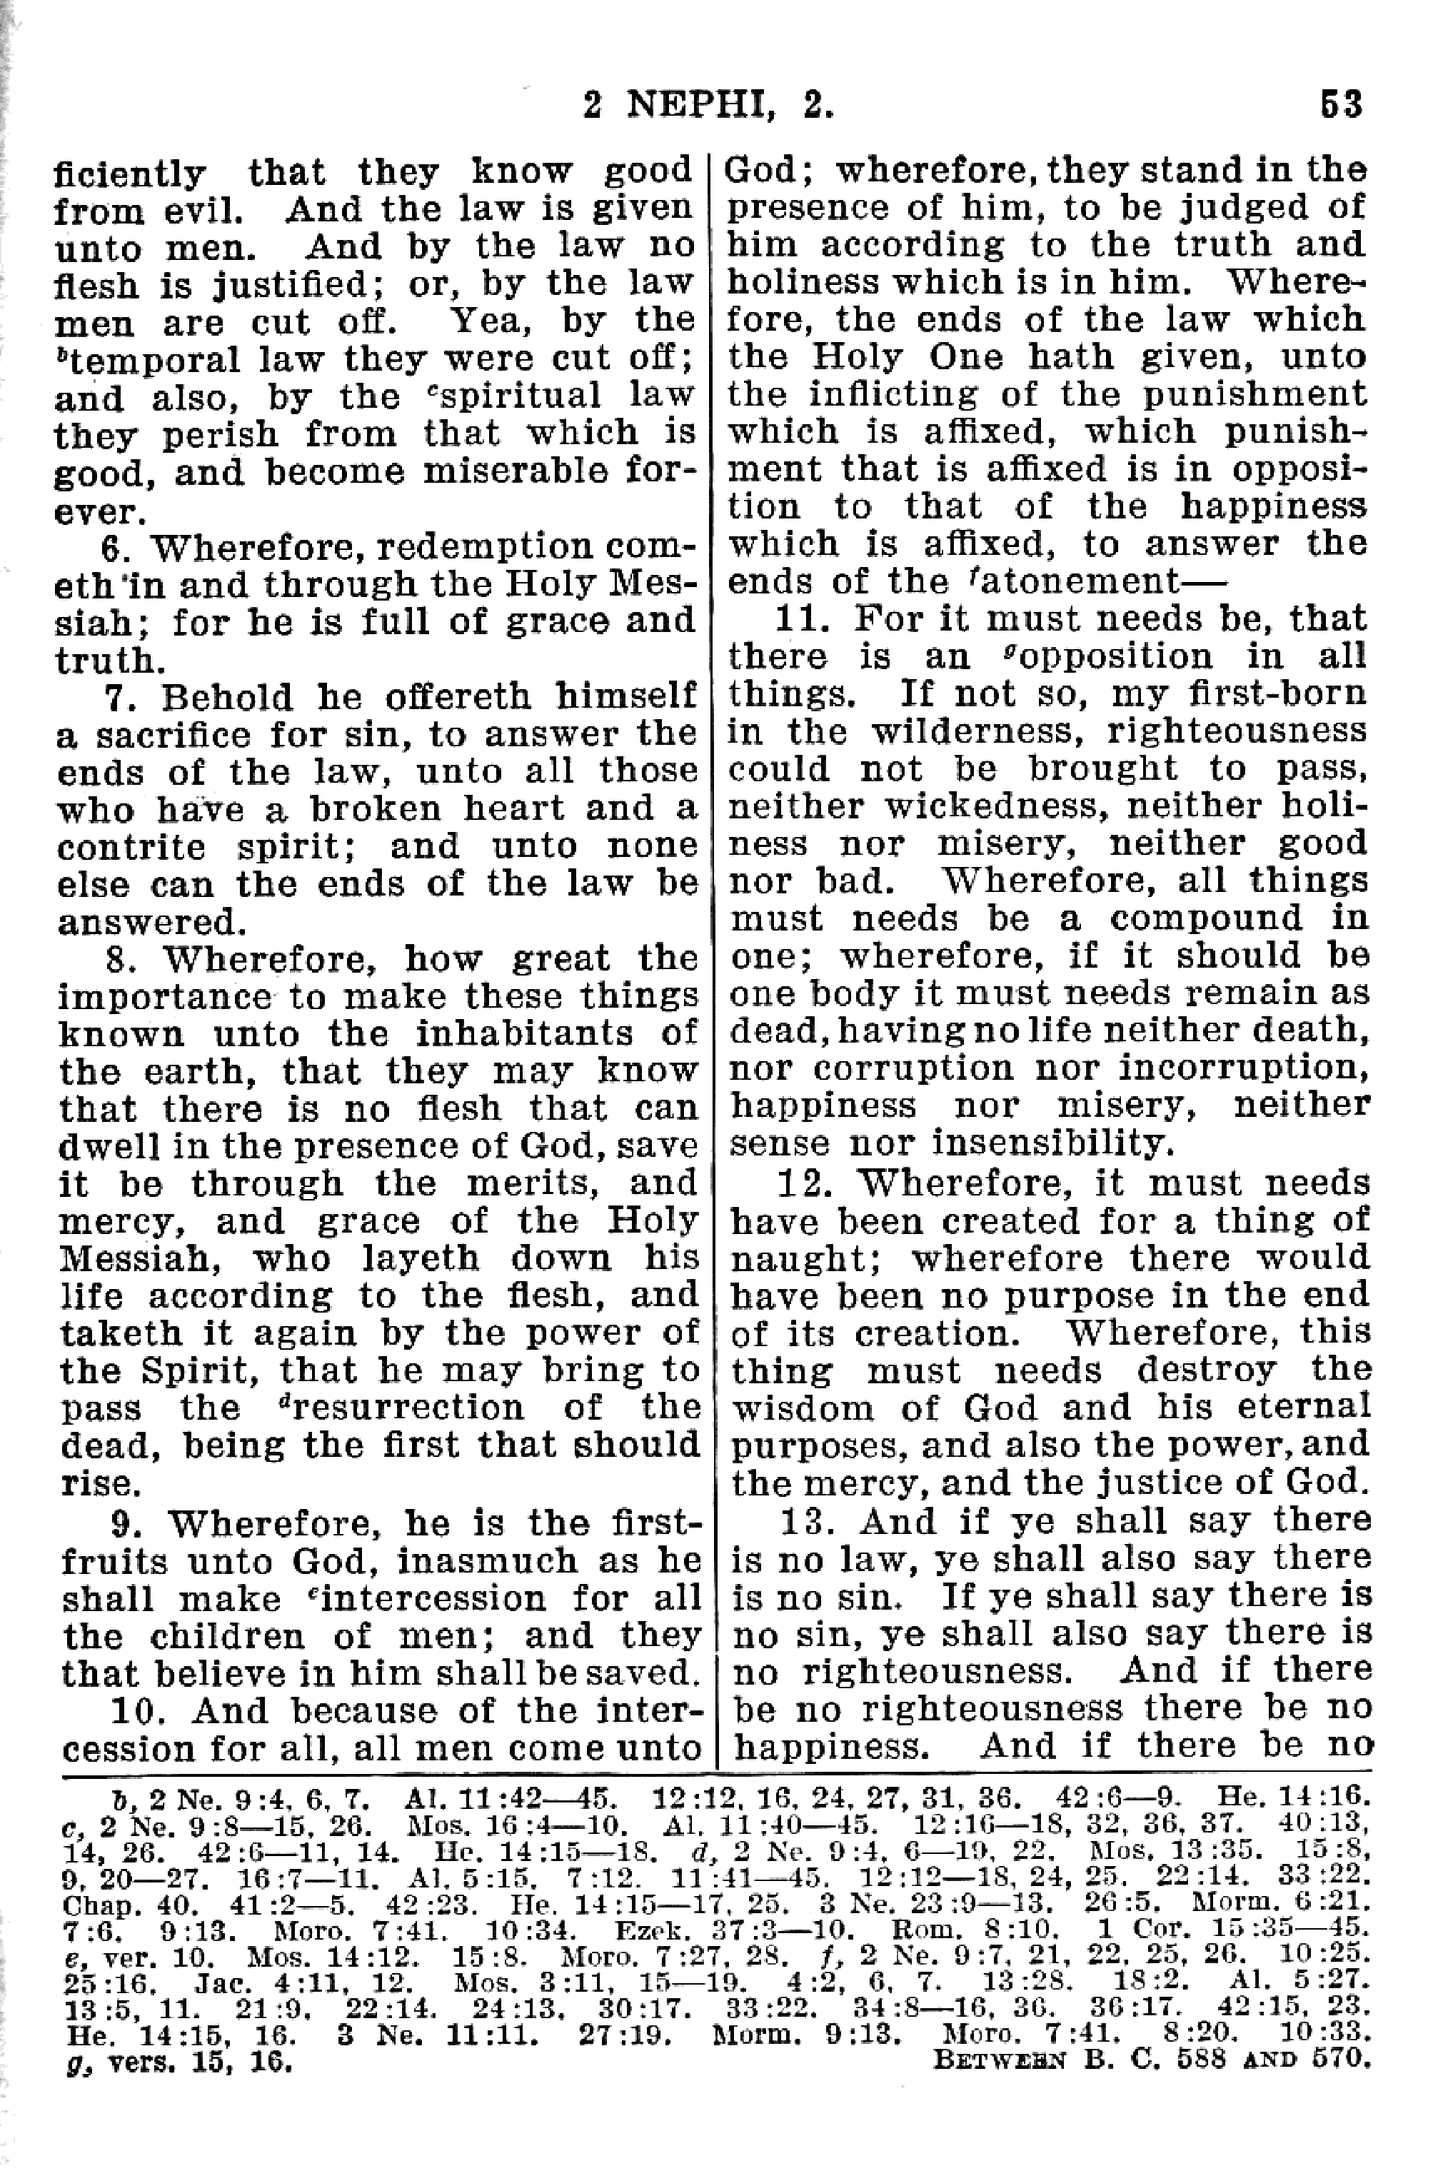 2 NEPHI, 2.
53
ficiently that they know good
from evil. And the law is given
unto men. And by the law no
flesh is justified; or, by the law
men are cut off. Yea, by the
btemporal law they were cut off;
and also, by the cspiritual law
they perish from that which is
good, and become miserable for-
ever.
6. Wherefore, redemption com-
eth in and through the Holy Mes-
siah; for he is full of grace and
truth.
7. Behold he offereth himself
a sacrifice for sin, to answer the
ends of the law, unto all those
who have a broken heart and a
contrite spirit; and unto none
else can the ends of the law be
answered.
8. Wherefore, how great the
importance to make these things
known unto the inhabitants of
the earth, that they may know
that there is no flesh that can
dwell in the presence of God, save
it be through the merits, and
mercy, and grace of the Holy
Messiah, who layeth down his
life according to the flesh, and
taketh it again by the power of
the Spirit, that he may bring to
pass the dresurrection of the
dead, being the first that should
rise.
9. Wherefore, he is the first-
fruits unto God, inasmuch as he
shall make eintercession for all
the children of men; and they
that believe in him shall be saved.
10. And because of the inter-
cession for all, all men come unto
God; wherefore, they stand in the
presence of him, to be judged of
him according to the truth and
holiness which is in him. Where-
fore, the ends of the law which
the Holy One hath given, unto
the inflicting of the punishment
which is affixed, which punish-
ment that is affixed is in opposi-
tion to that of the happiness
which is affixed, to answer the
ends of the fatonement—
11. For it must needs be, that
there is an gopposition in all
things. If not so, my first-born
in the wilderness, righteousness
could not be brought to pass,
neither wickedness, neither holi-
ness nor misery, neither good
nor bad. Wherefore, all things
must needs be a compound in
one; wherefore, if it should be
one body it must needs remain as
dead, having no life neither death,
nor corruption nor incorruption,
happiness nor misery, neither
sense nor insensibility.
12. Wherefore, it must needs
have been created for a thing of
naught; wherefore there would
have been no purpose in the end
of its creation. Wherefore, this
thing must needs destroy the
wisdom of God and his eternal
purposes, and also the power, and
the mercy, and the justice of God.
13. And if ye shall say there
is no law, ye shall also say there
is no sin. If ye shall say there is
no sin, ye shall also say there is
no righteousness. And if there
be no righteousness there be no
happiness. And if there be no
b, 2 Ne. 9:4, 6, 7. Al. 11:42—45. 12:12, 16, 24, 27, 31, 36. 42:6—9. He. 14:16.
c, 2 Ne. 9:8—15, 26. Mos. 16:4—10. Al. 11:40—45. 12:16—18, 32, 36, 37. 40:13,
14, 26. 42:6—11, 14. He. 14:15—18. d, 2 Ne. 9:4, 6—19, 22. Mos. 13:35. 15:8,
9, 20—27. 16:7—11. Al. 5:15. 7:12. 11:41—45. 12:12—18, 24, 25. 22:14. 33:22.
Chap. 40. 41:2—5. 42:23. He. 14:15—17, 25. 3 Ne. 23:9—13. 26:5. Morm. 6:21.
7:6. 9:13. Moro. 7:41. 10:34. Ezek. 37:3—10. Rom. 8:10. 1 Cor. 15:35—45.
e, ver. 10. Mos. 14:12. 15:8. Moro. 7:27, 28. f, 2 Ne. 9:7, 21, 22, 25, 26. 10:25.
25:16. Jac. 4:11, 12. Mos. 3:11, 15—19. 4:2, 6, 7. 13:28. 18:2. Al. 5:27.
13:5, 11. 21:9. 22:14. 24:13. 30:17. 33:22. 34:8—16, 36. 36:17. 42:15, 23.
He. 14:15, 16. 3 Ne. 11:11. 27:19. Morm. 9:13. Moro. 7:41. 8:20. 10:33.
g, vers. 15, 16.
BETWEEN B. C. 588 AND 570.